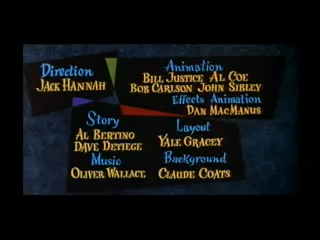 Direction
JACK HANNAH
Animation
BILL JUSTICE AL COE
BOB CARLSON JOHN SIBLEY
Effects Animation
DAN MACMANUS
Story
AL BERTINO
DAVE DETIEGE
Layout
YALE GRACEY
Music
OLIVER WALLACE
Background
CLAUDE COATS